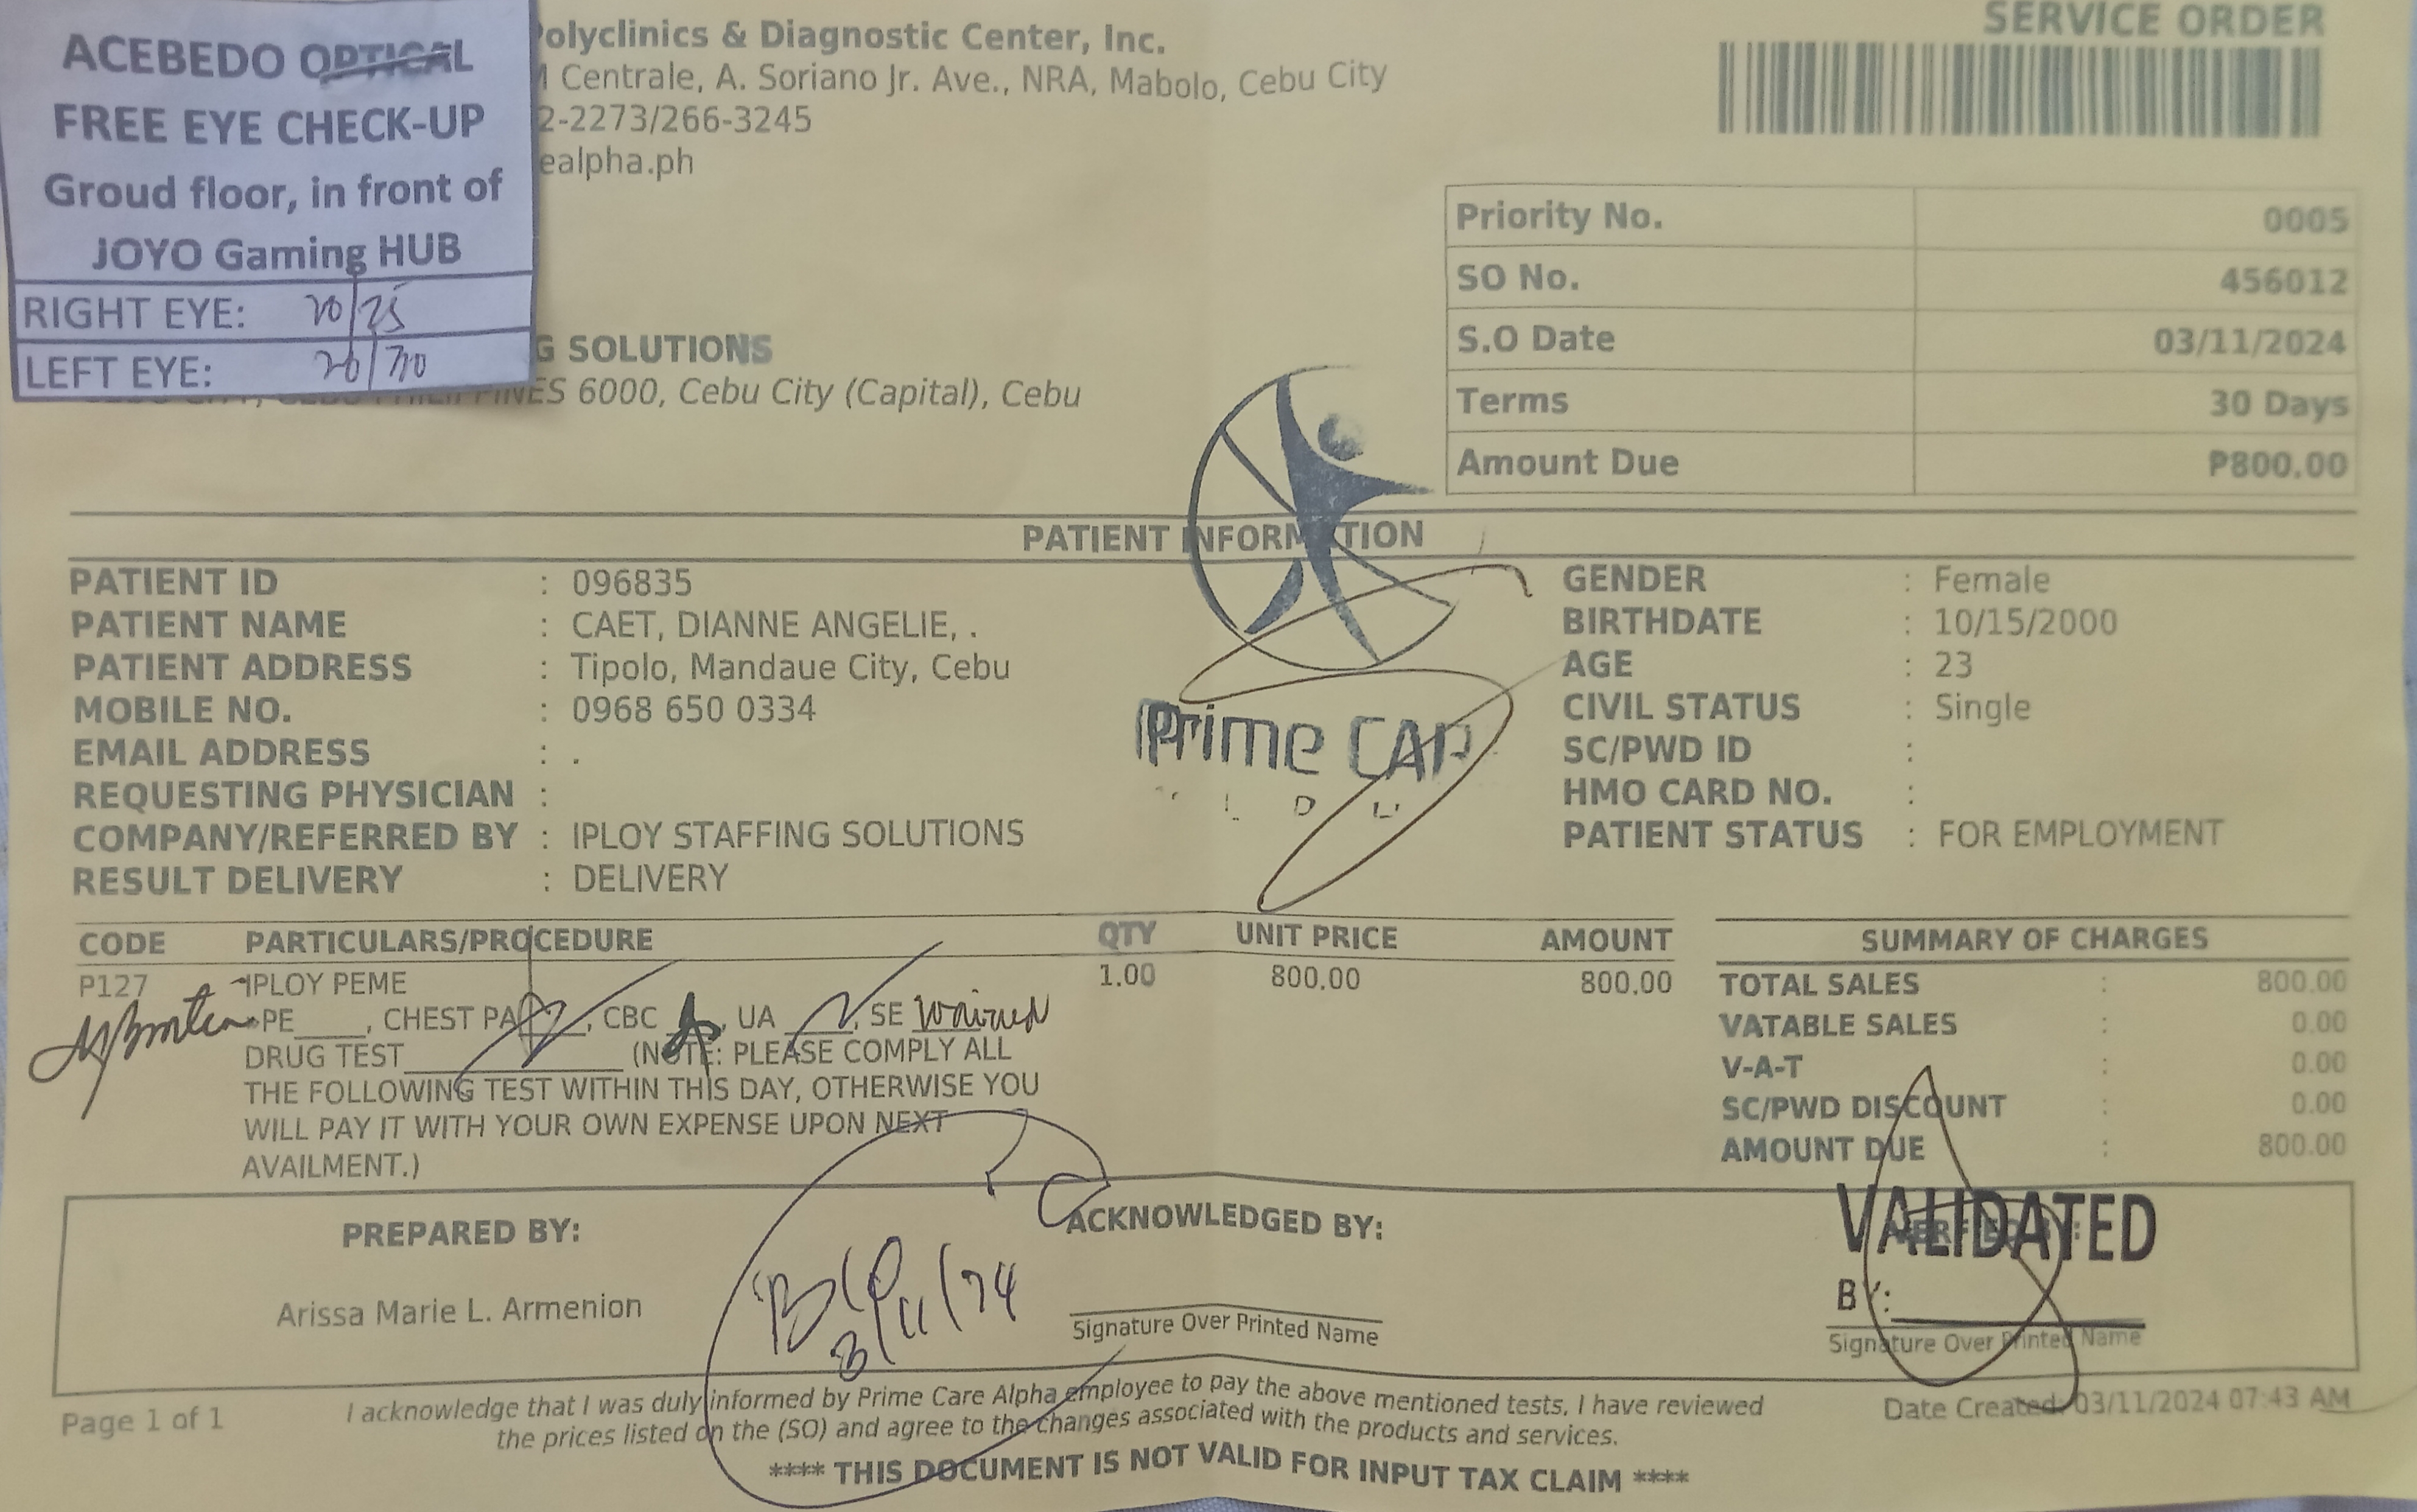 ACEBEDO OPTICAL
FREE EYE CHECK-UP
Groud floor, in front of
JOYO Gaming HUB
RIGHT EYE: 20/25
LEFT EYE: 20/70
Polyclinics & Diagnostic Center, Inc.
Centrale, A. Soriano Jr. Ave., NRA, Mabolo, Cebu City
2-2273/266-3245
ealpha.ph
SERVICE ORDER
Priority No. 0005
SO No. 456012
S.O Date 03/11/2024
Terms 30 Days
Amount Due P800.00
G SOLUTIONS
6000, Cebu City (Capital), Cebu
PATIENT INFORMATION
PATIENT ID : 096835
PATIENT NAME : CAET, DIANNE ANGELIE, .
PATIENT ADDRESS : Tipolo, Mandaue City, Cebu
MOBILE NO. : 0968 650 0334
EMAIL ADDRESS : .
REQUESTING PHYSICIAN :
COMPANY/REFERRED BY : IPLOY STAFFING SOLUTIONS
RESULT DELIVERY : DELIVERY
Prime CAR
GENDER : Female
BIRTHDATE : 10/15/2000
AGE : 23
CIVIL STATUS : Single
SC/PWD ID :
HMO CARD NO. :
PATIENT STATUS : FOR EMPLOYMENT
CODE PARTICULARS/PROCEDURE QTY UNIT PRICE AMOUNT
P127 IPLOY PEME 1.00 800.00 800.00
PE____, CHEST PA____, CBC ____, UA ____, SE waived
DRUG TEST____________ (NOTE: PLEASE COMPLY ALL
THE FOLLOWING TEST WITHIN THIS DAY, OTHERWISE YOU
WILL PAY IT WITH YOUR OWN EXPENSE UPON NEXT
AVAILMENT.)
SUMMARY OF CHARGES
TOTAL SALES : 800.00
VATABLE SALES : 0.00
V-A-T : 0.00
SC/PWD DISCOUNT : 0.00
AMOUNT DUE : 800.00
PREPARED BY:
Arissa Marie L. Armenion
3/11/24
ACKNOWLEDGED BY:
Signature Over Printed Name
VERIFIED BY:
VALIDATED
BY:
Signature Over Printed Name
Page 1 of 1
I acknowledge that I was duly informed by Prime Care Alpha employee to pay the above mentioned tests, I have reviewed
the prices listed on the (SO) and agree to the changes associated with the products and services.
Date Created: 03/11/2024 07:43 AM
**** THIS DOCUMENT IS NOT VALID FOR INPUT TAX CLAIM ****